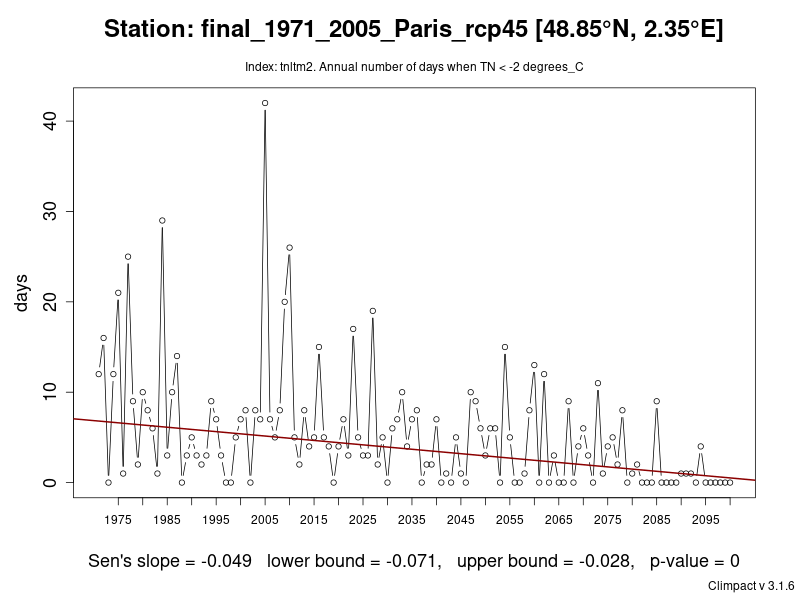 Station: final_1971_2005_Paris_rcp45 [48.85°N, 2.35°E]
Index: tnltm2. Annual number of days when TN < -2 degrees_C
40
30
20
10
0
days
1975 1985 1995 2005 2015 2025 2035 2045 2055 2065 2075 2085 2095
Sen's slope = -0.049 lower bound = -0.071, upper bound = -0.028, p-value = 0
Climpact v 3.1.6